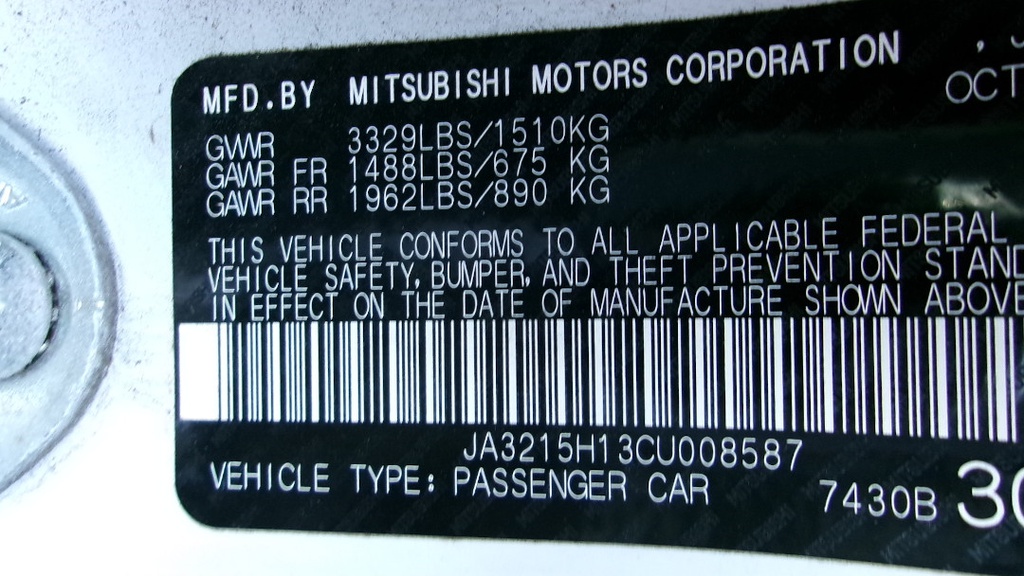 MFD.BY MITSUBISHI MOTORS CORPORATION
OCT
GVWR 3329LBS/1510KG
GAWR FR 1488LBS/675 KG
GAWR RR 1962LBS/890 KG
THIS VEHICLE CONFORMS TO ALL APPLICABLE FEDERAL
VEHICLE SAFETY, BUMPER, AND THEFT PREVENTION STAND
IN EFFECT ON THE DATE OF MANUFACTURE SHOWN ABOVE
JA3215H13CU008587
VEHICLE TYPE: PASSENGER CAR 7430B 30